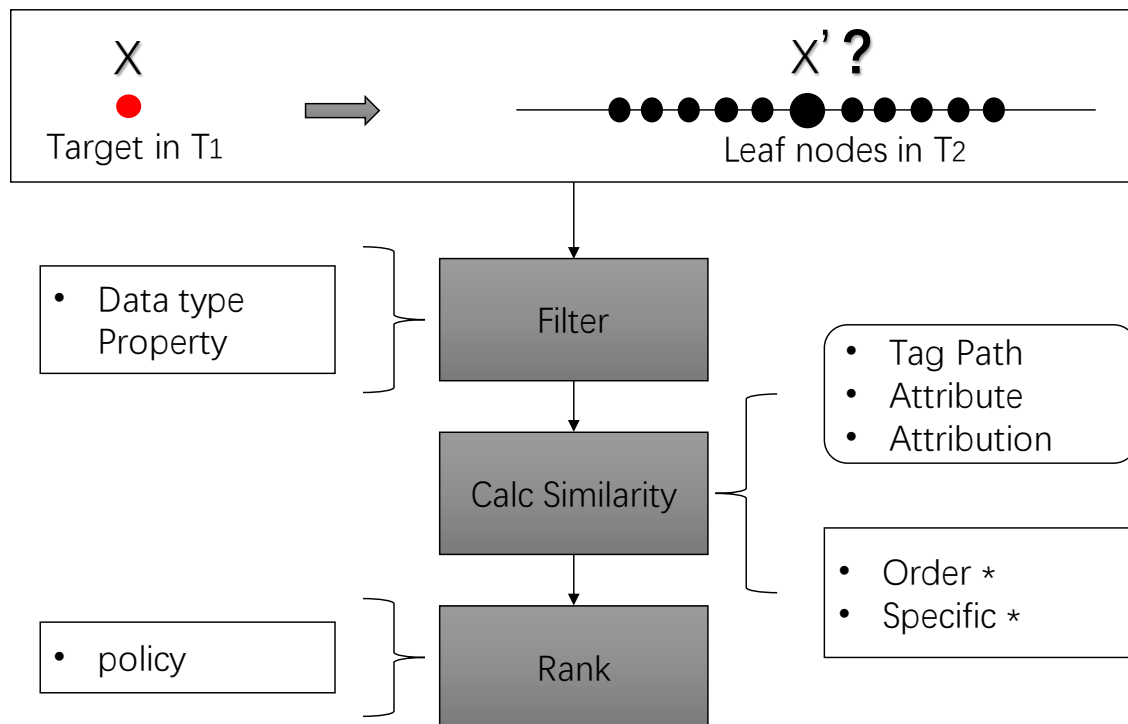 X
X’ ?
Target in T1
Leaf nodes in T2
• Data type
Property
Filter
• Tag Path
• Attribute
• Attribution
Calc Similarity
• Order *
• Specific *
• policy
Rank